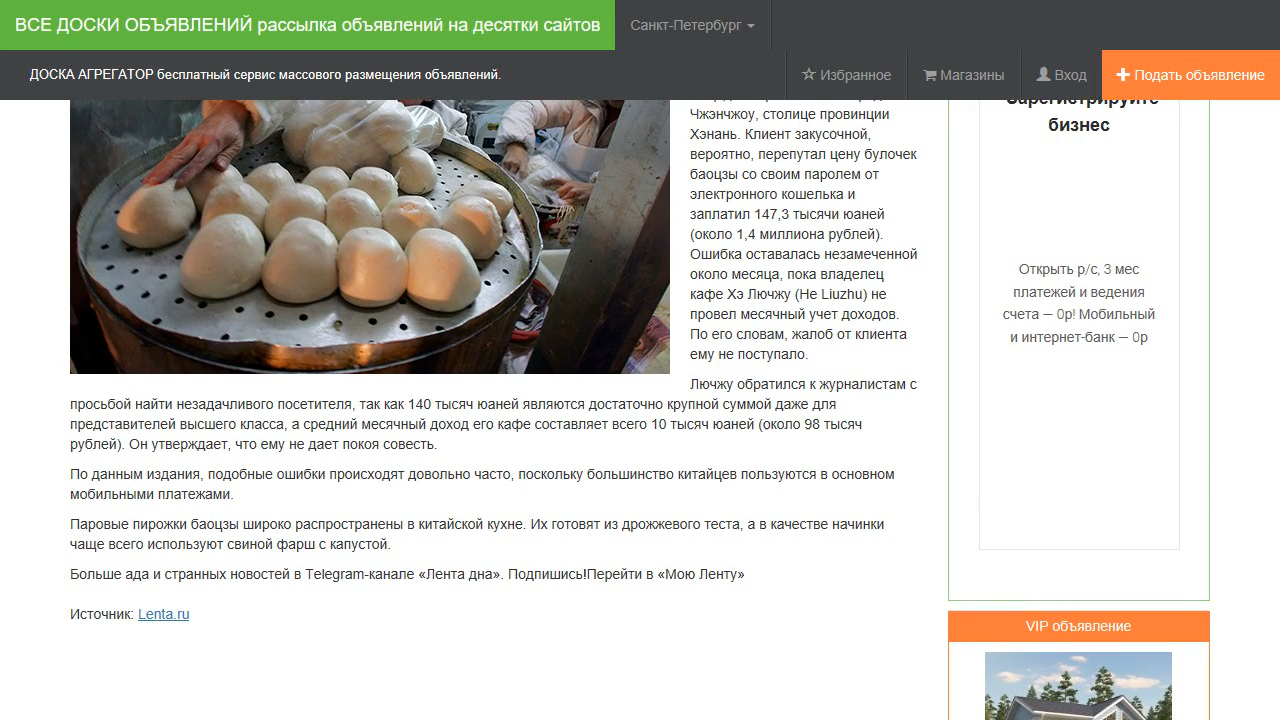 ВСЕ ДОСКИ ОБЪЯВЛЕНИЙ рассылка объявлений на десятки сайтов
Санкт-Петербург
ДОСКА АГРЕГАТОР бесплатный сервис массового размещения объявлений.
Избранное
Магазины
Вход
Подать объявление
Чжэнчжоу, столице провинции
Хэнань. Клиент закусочной,
вероятно, перепутал цену булочек
баоцзы со своим паролем от
электронного кошелька и
заплатил 147,3 тысячи юаней
(около 1,4 миллиона рублей).
Ошибка оставалась незамеченной
около месяца, пока владелец
кафе Хэ Лючжу (He Liuzhu) не
провел месячный учет доходов.
По его словам, жалоб от клиента
ему не поступало.
Лючжу обратился к журналистам с
просьбой найти незадачливого посетителя, так как 140 тысяч юаней являются достаточно крупной суммой даже для
представителей высшего класса, а средний месячный доход его кафе составляет всего 10 тысяч юаней (около 98 тысяч
рублей). Он утверждает, что ему не дает покоя совесть.
По данным издания, подобные ошибки происходят довольно часто, поскольку большинство китайцев пользуются в основном
мобильными платежами.
Паровые пирожки баоцзы широко распространены в китайской кухне. Их готовят из дрожжевого теста, а в качестве начинки
чаще всего используют свиной фарш с капустой.
Больше ада и странных новостей в Telegram-канале «Лента дна». Подпишись!Перейти в «Мою Ленту»
Источник: Lenta.ru
Зарегистрируйте
бизнес
Открыть р/с, 3 мес
платежей и ведения
счета — 0р! Мобильный
и интернет-банк — 0р
VIP объявление